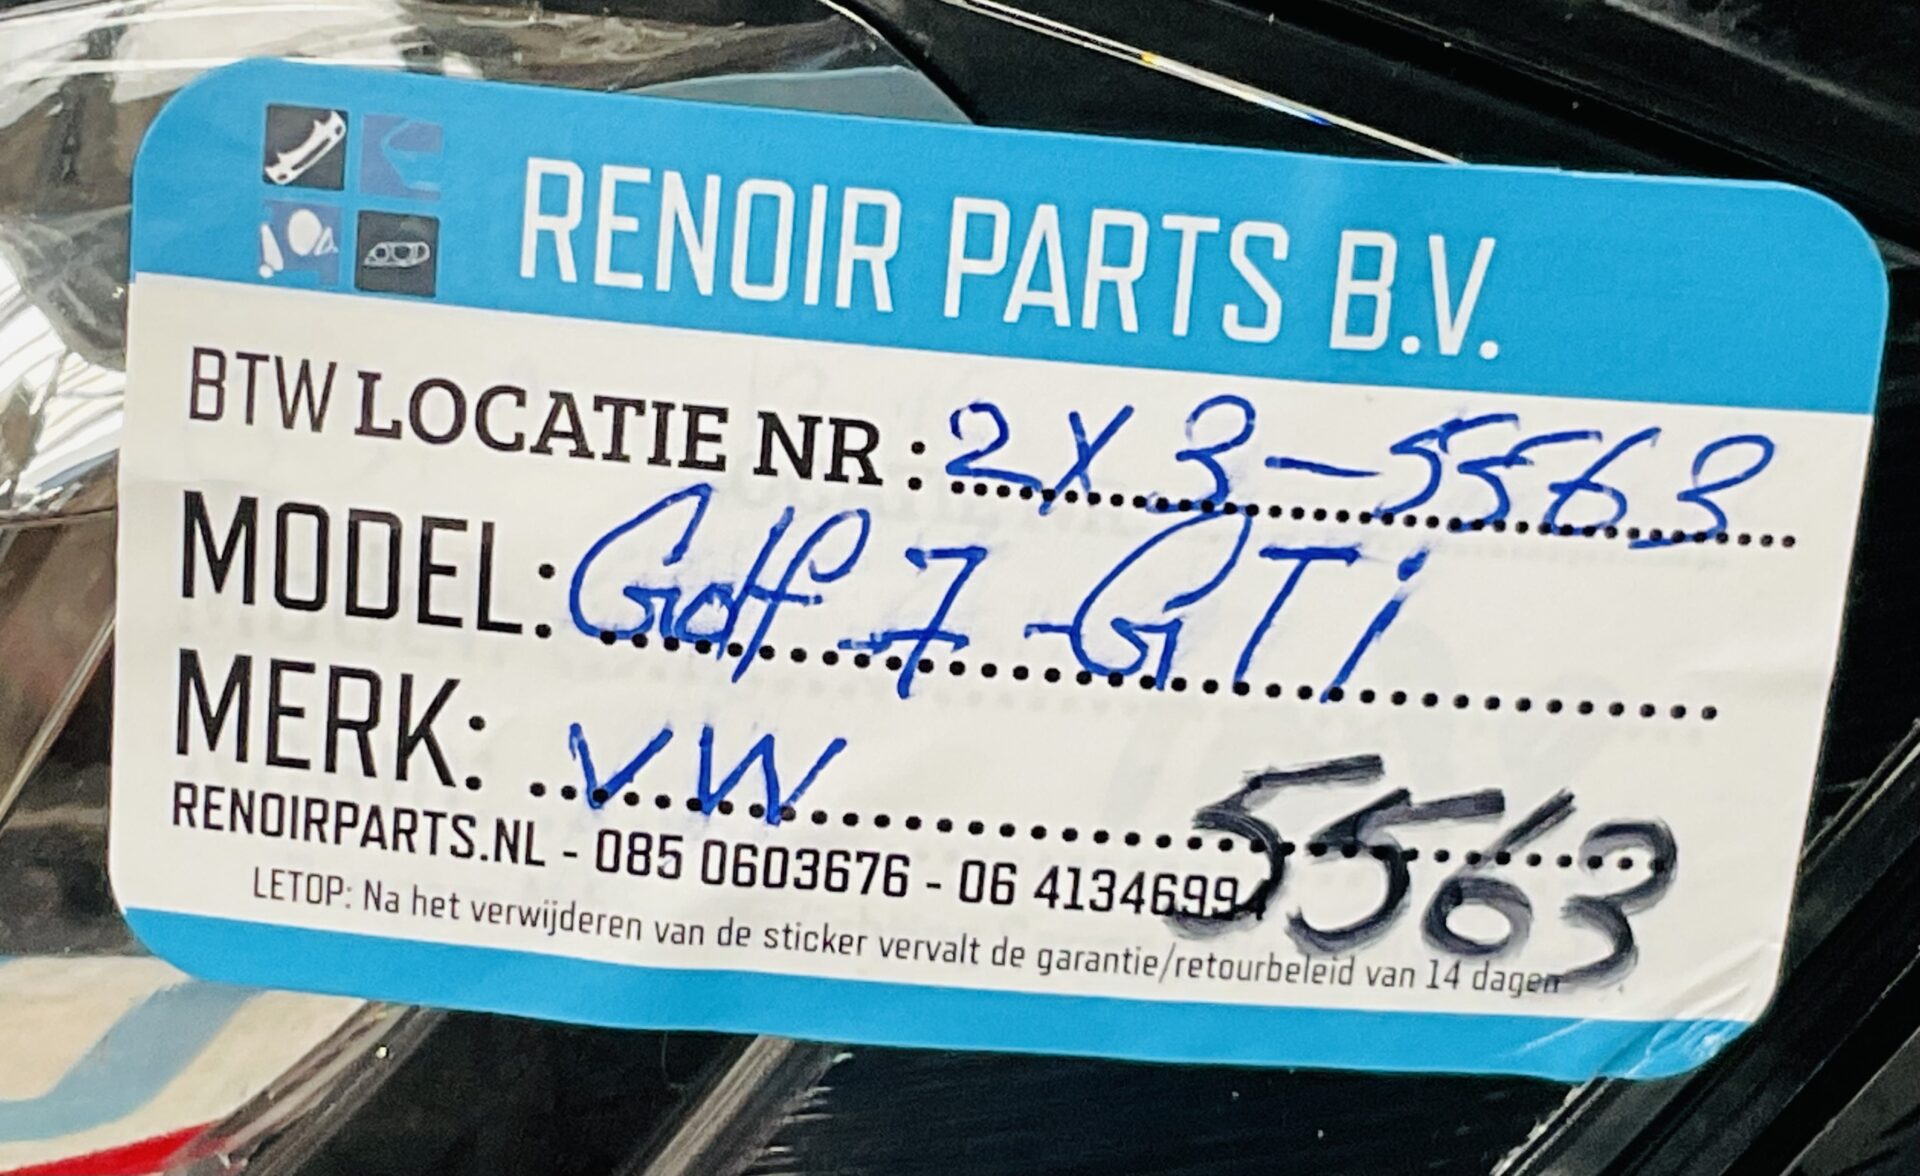 RENOIR PARTS B.V.
BTW LOCATIE NR : 2X3-5563
MODEL: Golf 7 GTi
MERK: VW
5563
RENOIRPARTS.NL - 085 0603676 - 06 41346994
LETOP: Na het verwijderen van de sticker vervalt de garantie/retourbeleid van 14 dagen